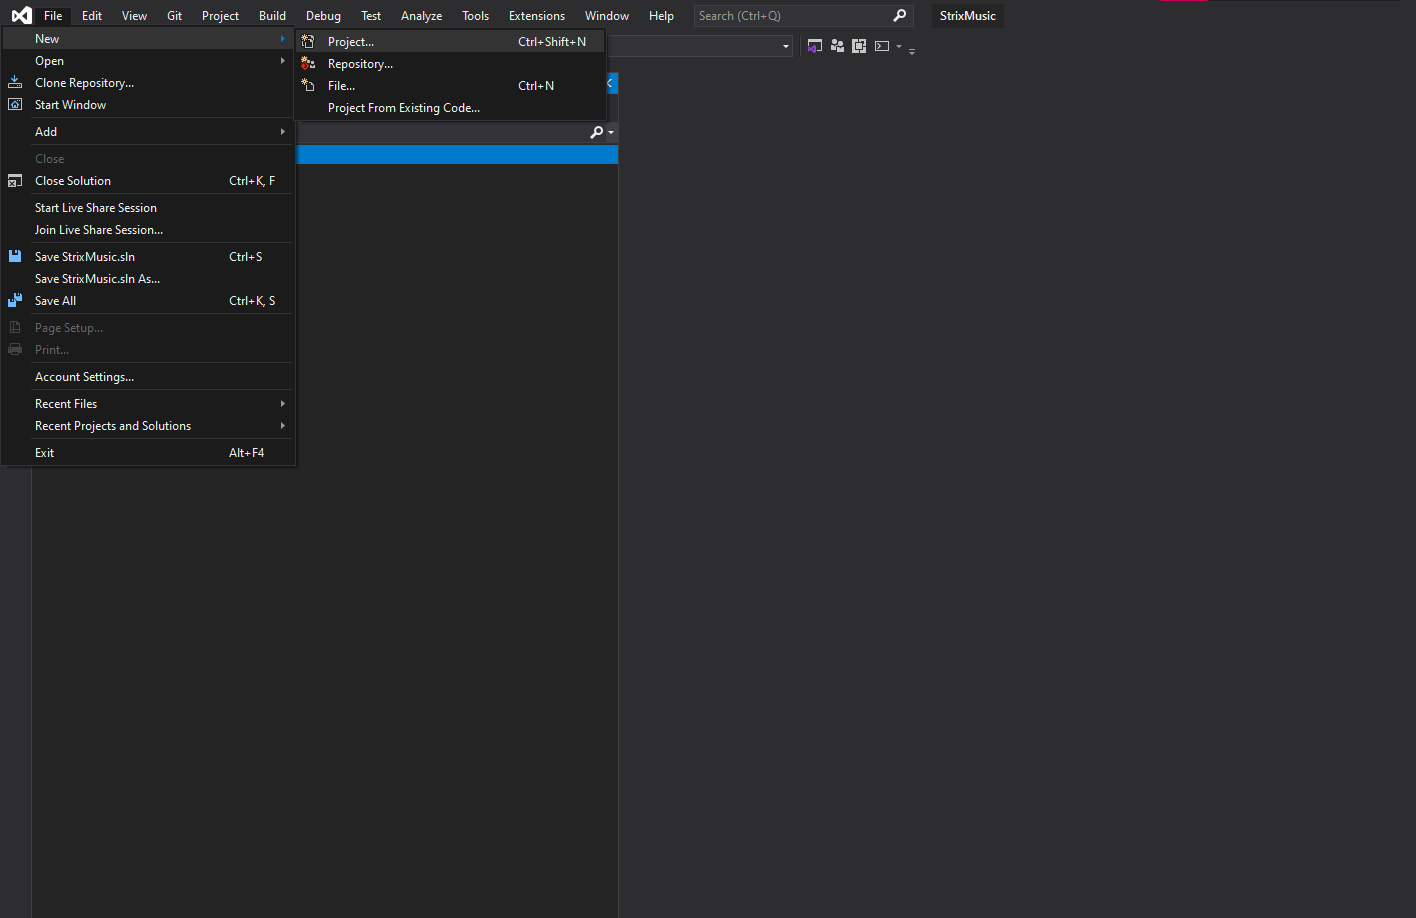 File Edit View Git Project Build Debug Test Analyze Tools Extensions Window Help Search (Ctrl+Q) StrixMusic
New
Project... Ctrl+Shift+N
Repository...
File... Ctrl+N
Project From Existing Code...
Open
Clone Repository...
Start Window
Add
Close
Close Solution Ctrl+K, F
Start Live Share Session
Join Live Share Session...
Save StrixMusic.sln Ctrl+S
Save StrixMusic.sln As...
Save All Ctrl+K, S
Page Setup...
Print...
Account Settings...
Recent Files
Recent Projects and Solutions
Exit Alt+F4